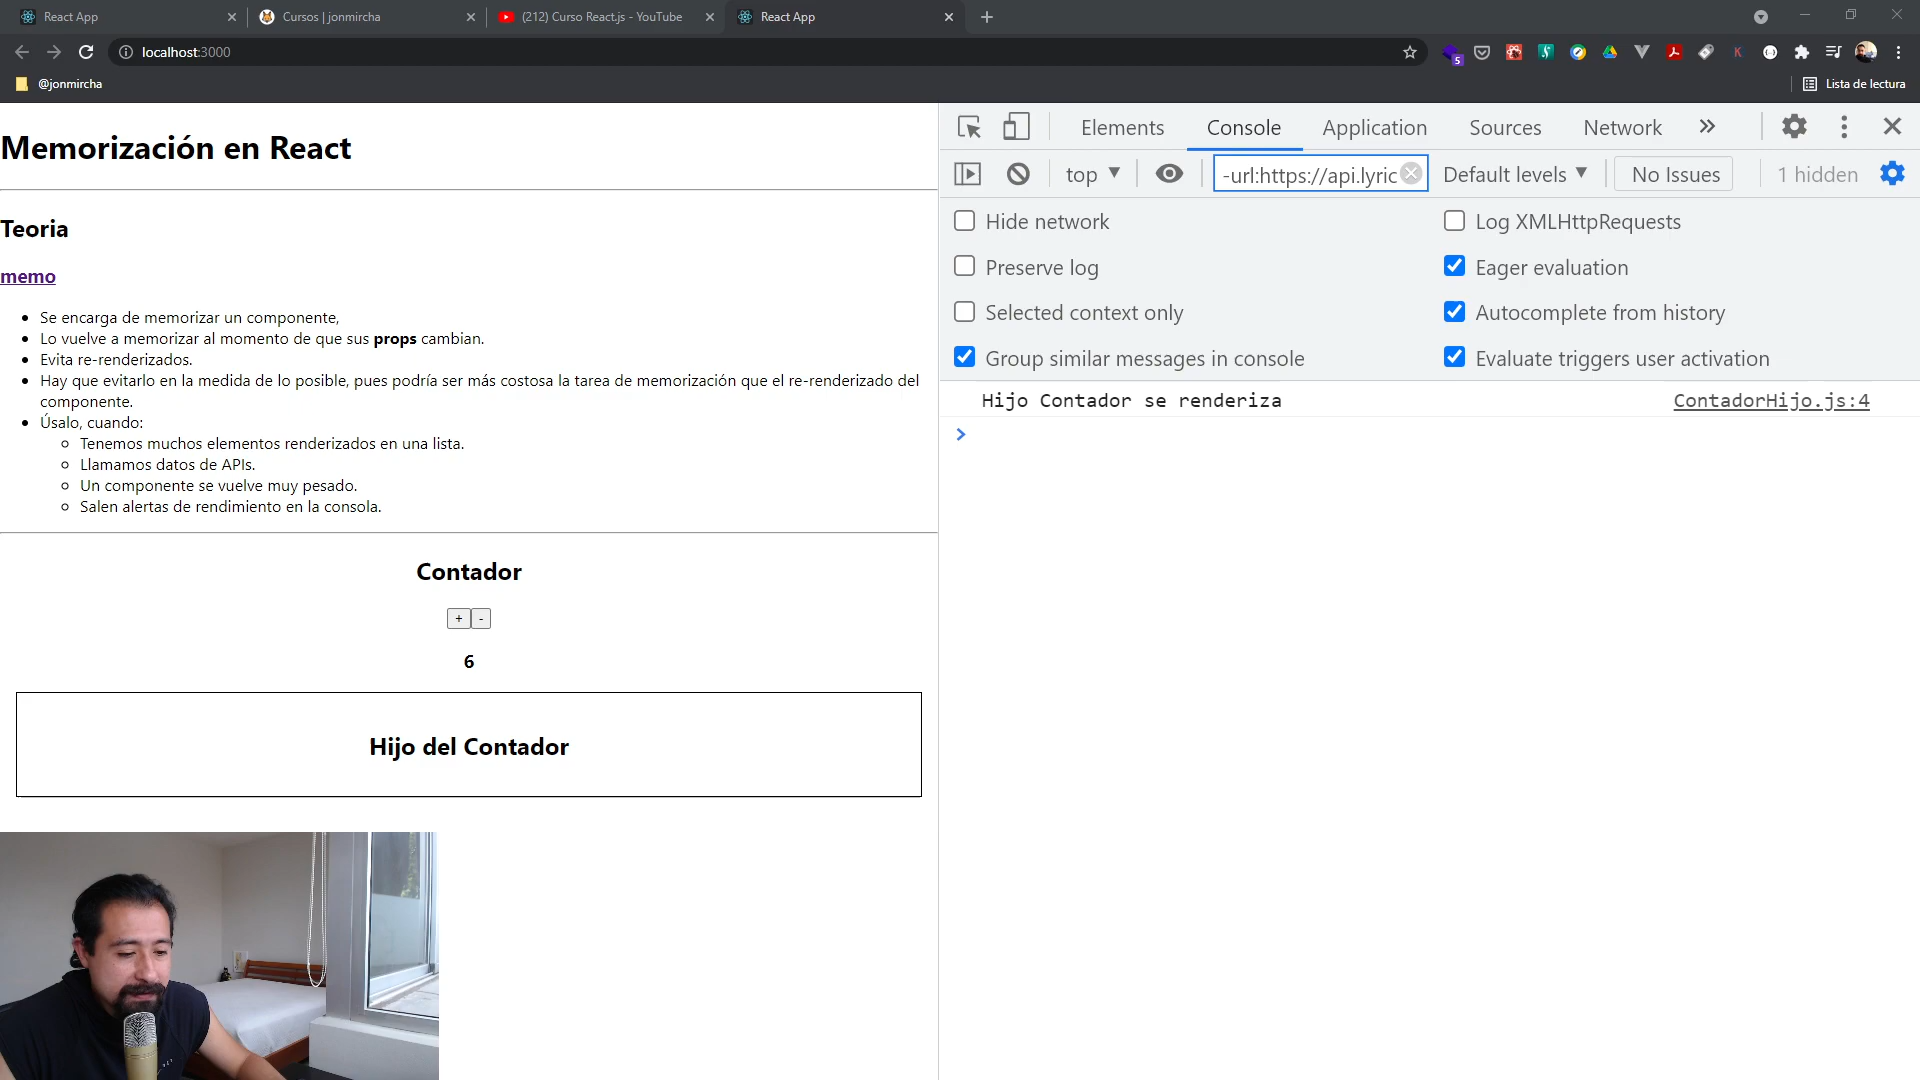 React App
Cursos | jonmircha
(212) Curso React.js - YouTube
React App
localhost:3000
5
@jonmircha
Lista de lectura
Memorización en React
Teoria
memo
Se encarga de memorizar un componente,
Lo vuelve a memorizar al momento de que sus props cambian.
Evita re-renderizados.
Hay que evitarlo en la medida de lo posible, pues podría ser más costosa la tarea de memorización que el re-renderizado del
componente.
Úsalo, cuando:
Tenemos muchos elementos renderizados en una lista.
Llamamos datos de APIs.
Un componente se vuelve muy pesado.
Salen alertas de rendimiento en la consola.
Contador
+ -
6
Hijo del Contador
Elements Console Application Sources Network
top -url:https://api.lyric Default levels No Issues 1 hidden
Hide network
Log XMLHttpRequests
Preserve log
Eager evaluation
Selected context only
Autocomplete from history
Group similar messages in console
Evaluate triggers user activation
Hijo Contador se renderiza ContadorHijo.js:4